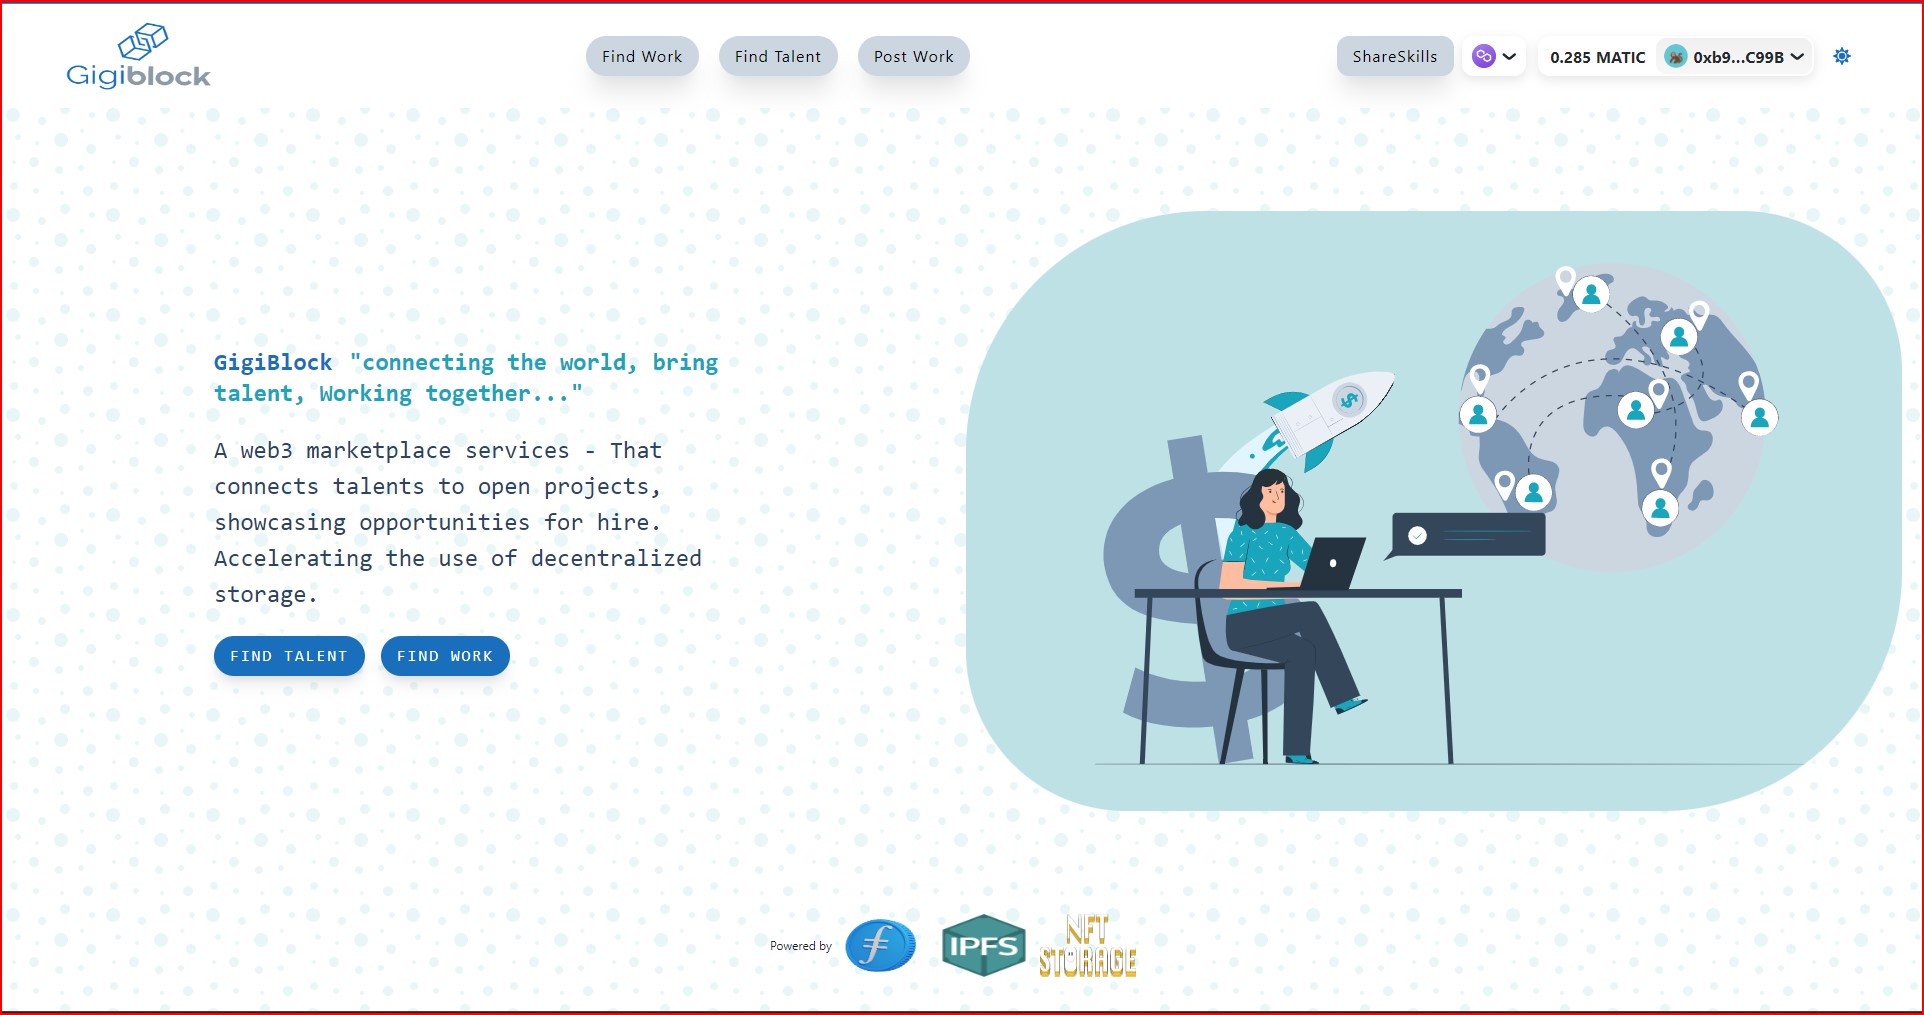 Gigiblock
Find Work
Find Talent
Post Work
ShareSkills
0.285 MATIC
0xb9...C99B
GigiBlock "connecting the world, bring
talent, Working together..."
A web3 marketplace services - That
connects talents to open projects,
showcasing opportunities for hire.
Accelerating the use of decentralized
storage.
FIND TALENT
FIND WORK
$
$
Powered by
f
IPFS
NFT
STORAGE